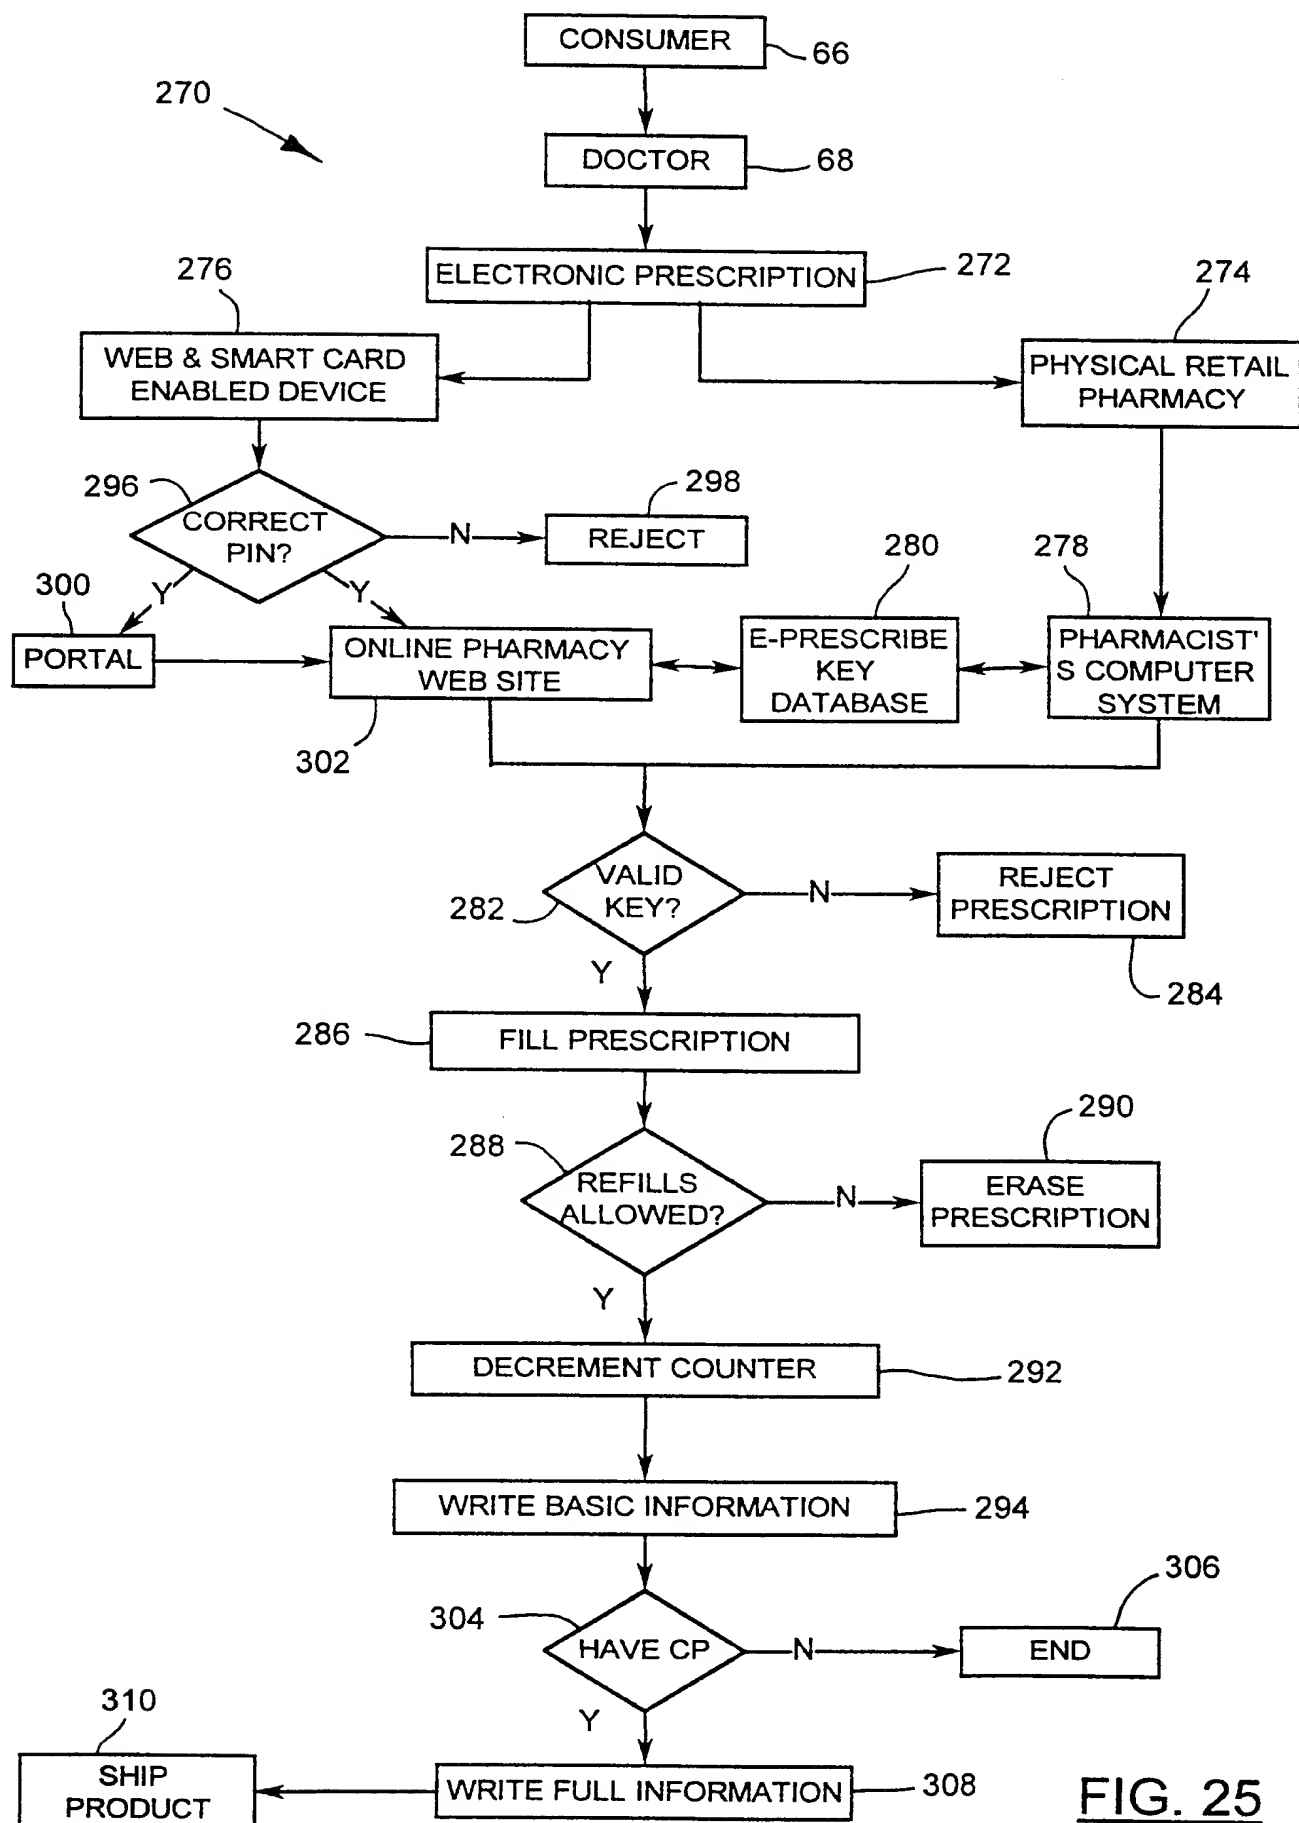 CONSUMER
66
270
DOCTOR
68
ELECTRONIC PRESCRIPTION
272
276
274
WEB & SMART CARD
ENABLED DEVICE
PHYSICAL RETAIL
PHARMACY
296
CORRECT
PIN?
N
298
REJECT
280
278
Y
Y
300
PORTAL
ONLINE PHARMACY
WEB SITE
302
E-PRESCRIBE
KEY
DATABASE
PHARMACIST'
S COMPUTER
SYSTEM
VALID
KEY?
282
N
REJECT
PRESCRIPTION
284
Y
286
FILL PRESCRIPTION
288
REFILLS
ALLOWED?
N
290
ERASE
PRESCRIPTION
Y
DECREMENT COUNTER
292
WRITE BASIC INFORMATION
294
304
HAVE CP
N
306
END
Y
310
SHIP
PRODUCT
WRITE FULL INFORMATION
308
FIG. 25